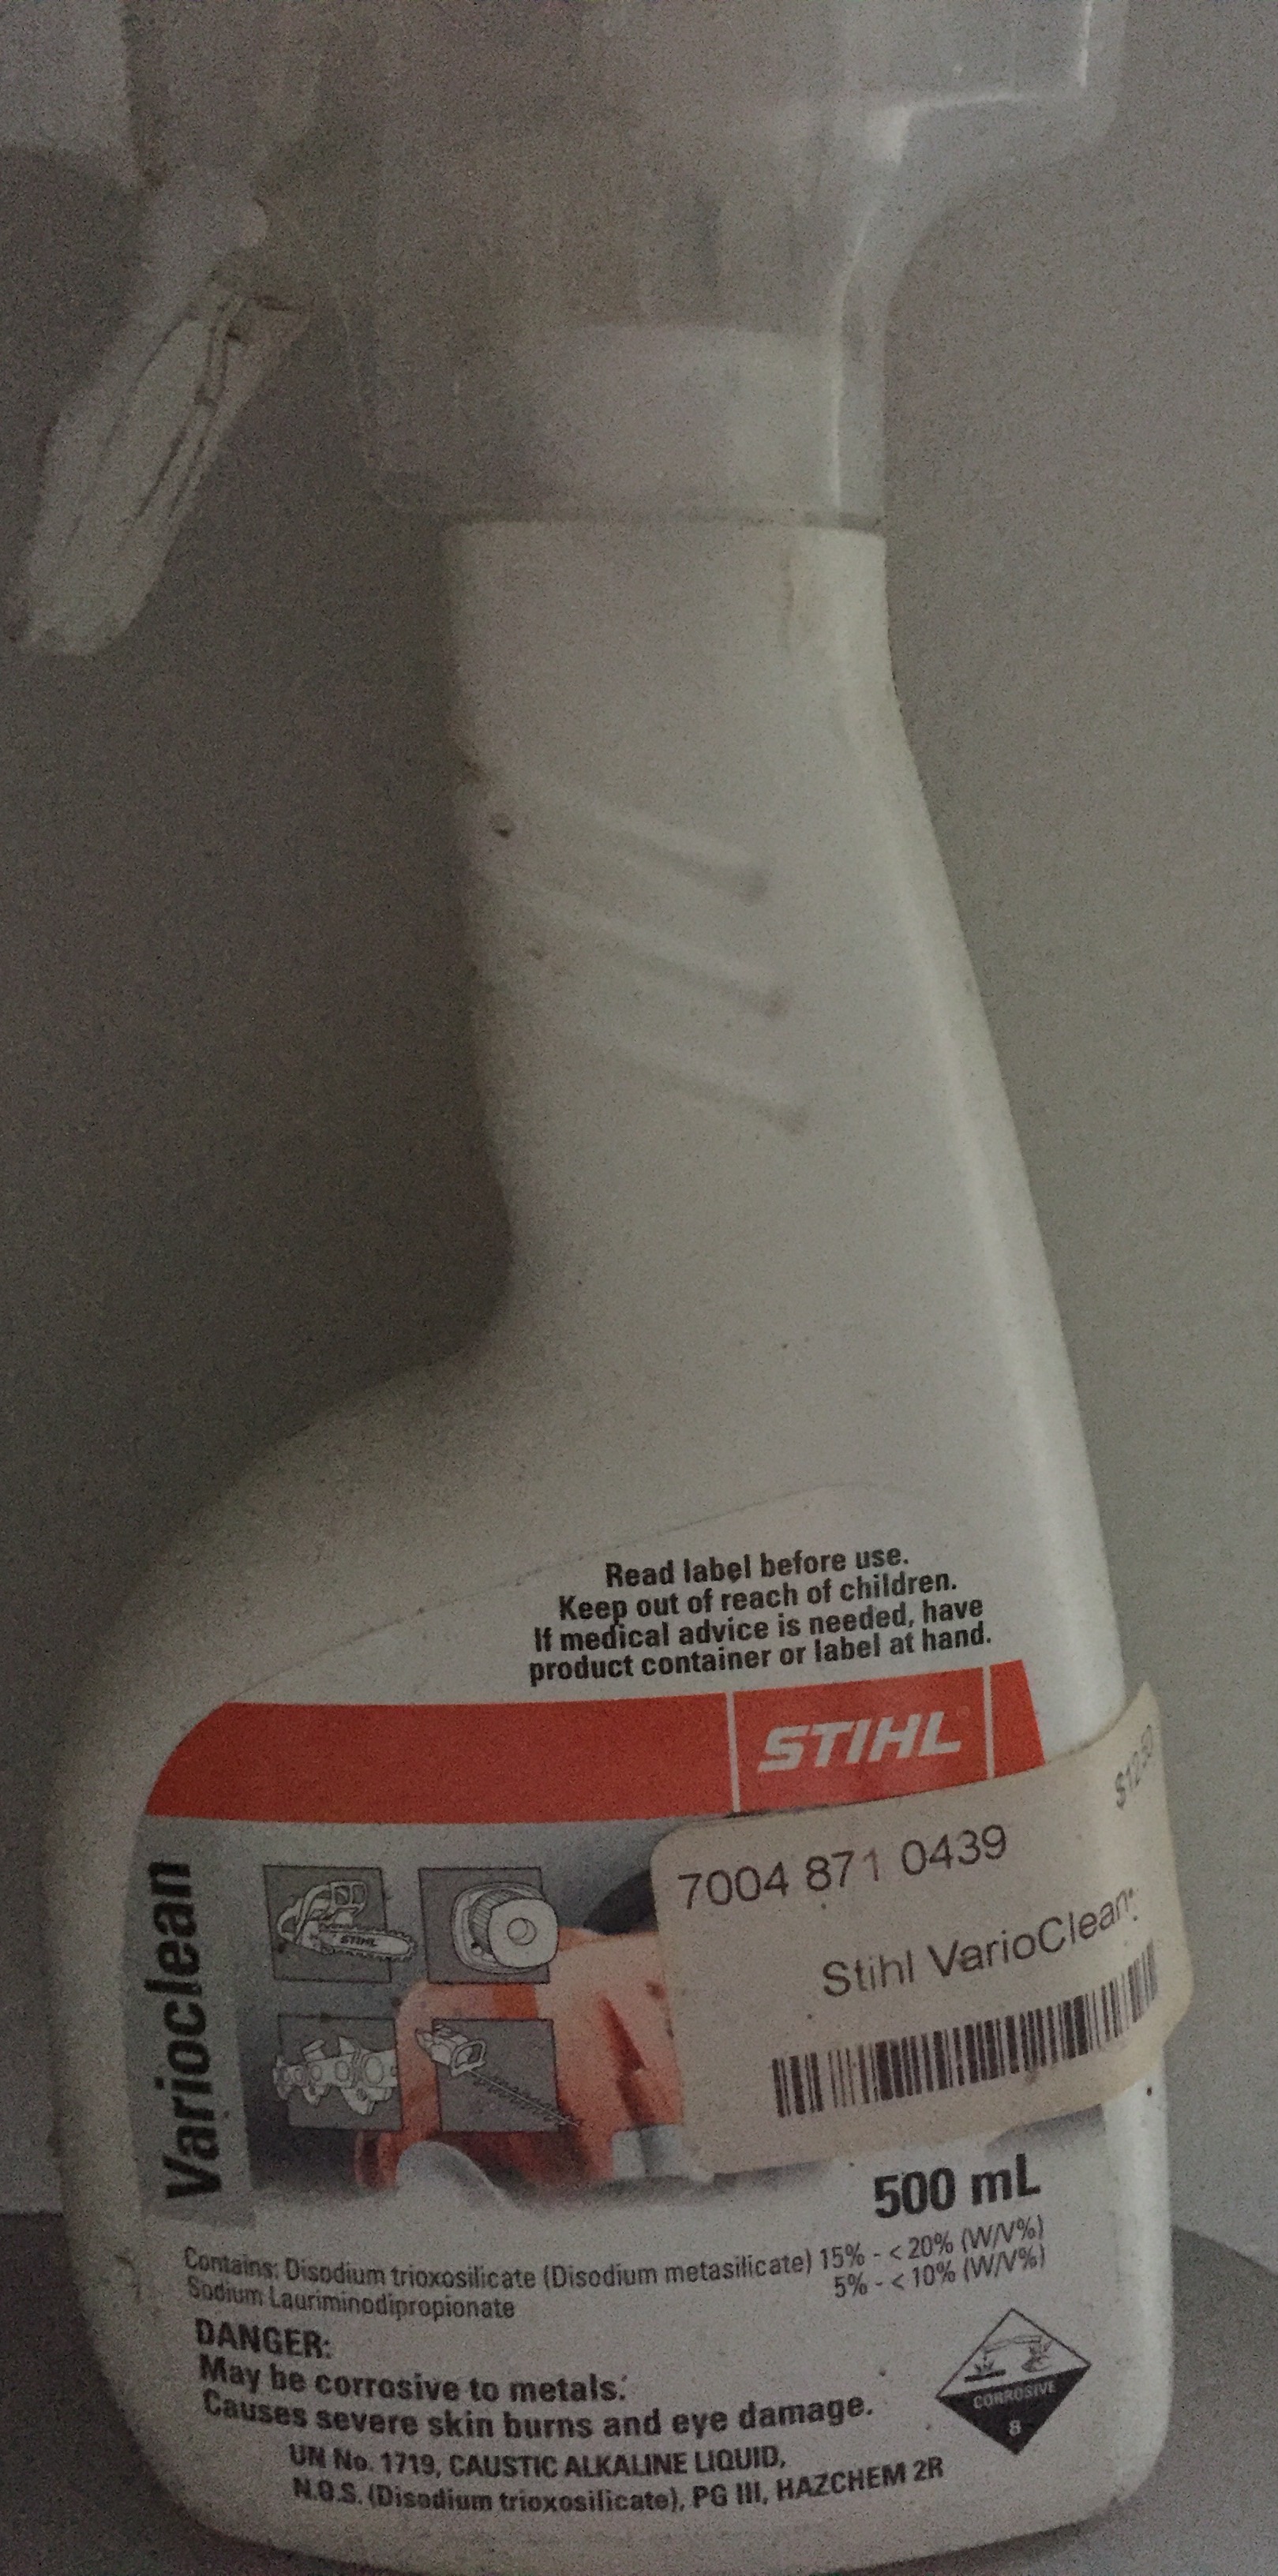 Read label before use.
Keep out of reach of children.
If medical advice is needed, have
product container or label at hand.
STIHL®
$12.50
7004 871 0439
Stihl VarioClean
Varioclean
STIHL
500 mL
Contains: Disodium trioxosilicate (Disodium metasilicate) 15% - < 20% (W/V%)
Sodium Lauriminodipropionate 5% - < 10% (W/V%)
DANGER:
May be corrosive to metals.
Causes severe skin burns and eye damage.
CORROSIVE
8
UN No. 1719, CAUSTIC ALKALINE LIQUID,
N.O.S. (Disodium trioxosilicate), PG III, HAZCHEM 2R